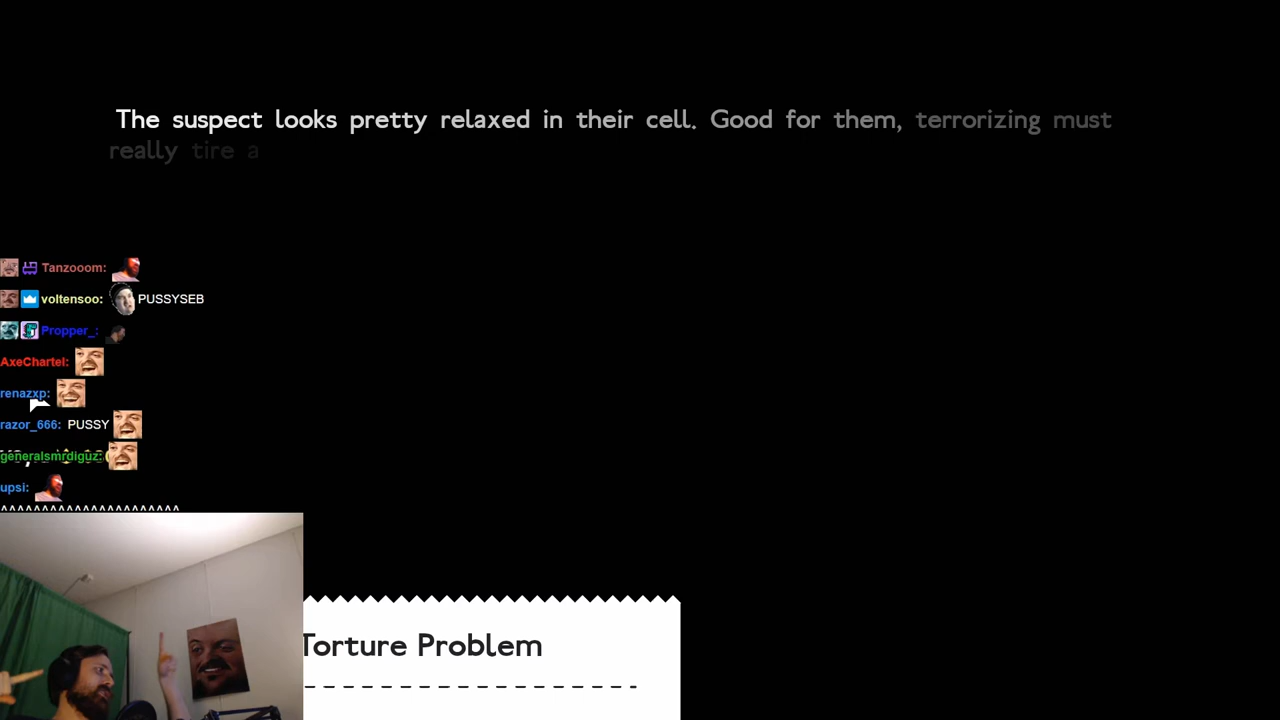 The suspect looks pretty relaxed in their cell. Good for them, terrorizing must
really tire a
Tanzooom:
voltensoo: PUSSYSEB
Propper_:
AxeChartel:
renazxp:
razor_666: PUSSY
generalsmrdiguz:
upsi:
^^^^^^^^^^^^^^^^^^^^^^
Torture Problem